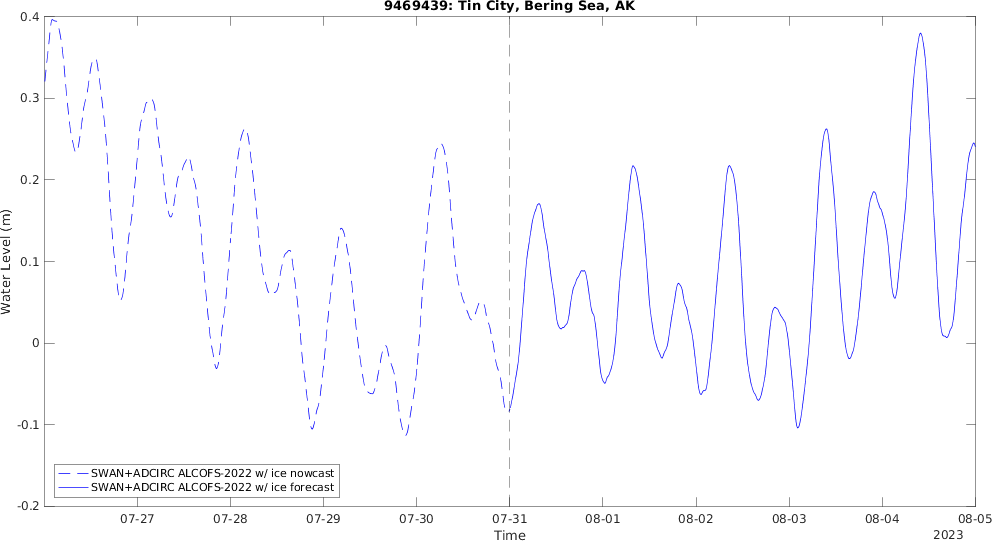 9469439: Tin City, Bering Sea, AK
0.4
0.3
0.2
0.1
0
-0.1
-0.2
Water Level (m)
SWAN+ADCIRC ALCOFS-2022 w/ ice nowcast
SWAN+ADCIRC ALCOFS-2022 w/ ice forecast
07-27 07-28 07-29 07-30 07-31 08-01 08-02 08-03 08-04 08-05
Time
2023